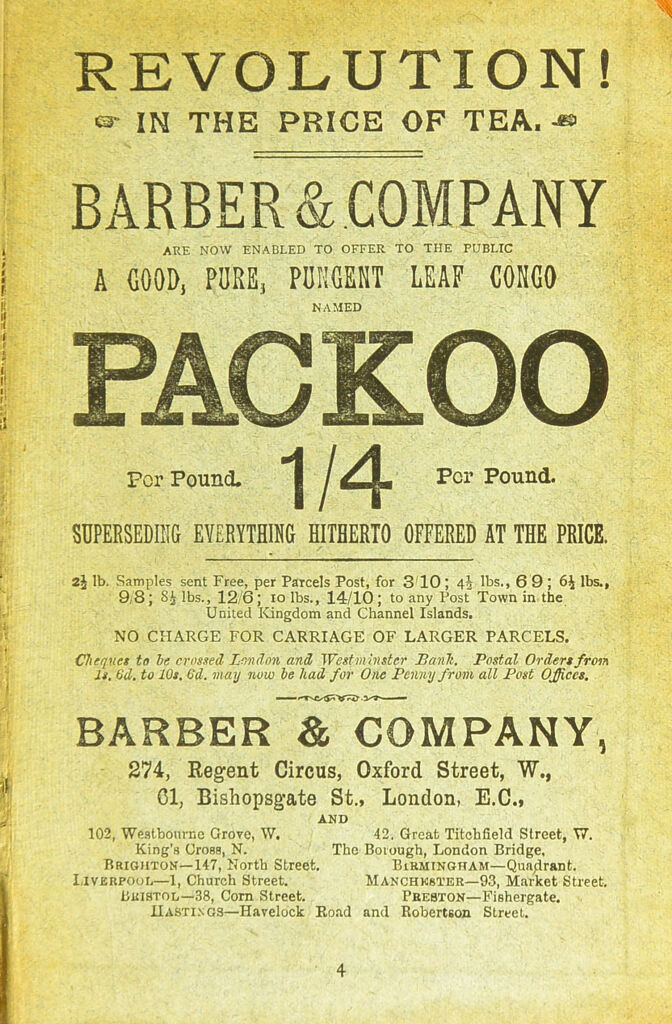 REVOLUTION!
IN THE PRICE OF TEA.
BARBER & COMPANY
ARE NOW ENABLED TO OFFER TO THE PUBLIC
A GOOD, PURE, PUNGENT LEAF CONGO
NAMED
PACKOO
Per Pound. 1/4 Per Pound.
SUPERSEDING EVERYTHING HITHERTO OFFERED AT THE PRICE.
2½ lb. Samples sent Free, per Parcels Post, for 3/10; 4½ lbs., 6 9; 6½ lbs.,
9/8; 8½ lbs., 12/6; 10 lbs., 14/10; to any Post Town in the
United Kingdom and Channel Islands.
NO CHARGE FOR CARRIAGE OF LARGER PARCELS.
Cheques to be crossed London and Westminster Bank. Postal Orders from
1s. 6d. to 10s. 6d. may now be had for One Penny from all Post Offices.
BARBER & COMPANY,
274, Regent Circus, Oxford Street, W.,
61, Bishopsgate St., London, E.C.,
AND
102, Westbourne Grove, W. 42. Great Titchfield Street, W.
King's Cross, N. The Borough, London Bridge.
BRIGHTON—147, North Street. BIRMINGHAM—Quadrant.
LIVERPOOL—1, Church Street. MANCHESTER—93, Market Street.
BRISTOL—38, Corn Street. PRESTON—Fishergate.
HASTINGS—Havelock Road and Robertson Street.
4